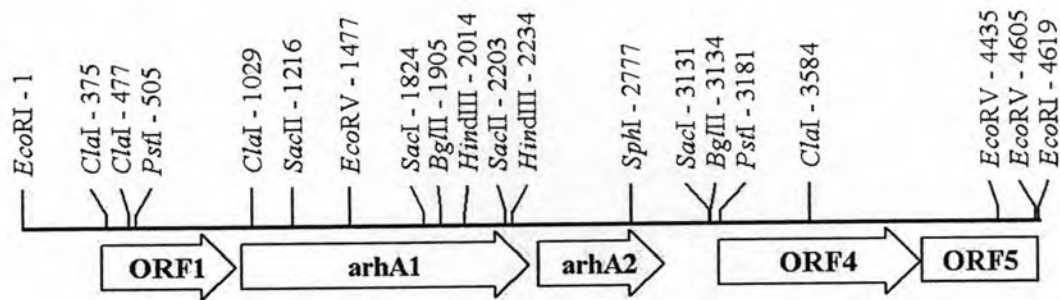 EcoRI - 1
ClaI - 375
ClaI - 477
PstI - 505
ClaI - 1029
SacII - 1216
EcoRV - 1477
SacI - 1824
BglII - 1905
HindIII - 2014
SacII - 2203
HindIII - 2234
SphI - 2777
SacI - 3131
BglII - 3134
PstI - 3181
ClaI - 3584
EcoRV - 4435
EcoRV - 4605
EcoRI - 4619
ORF1
arhA1
arhA2
ORF4
ORF5